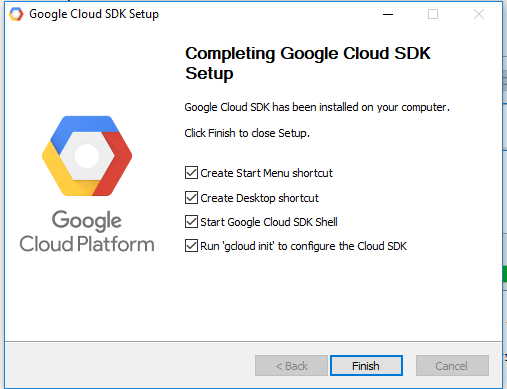 Google Cloud SDK Setup
Completing Google Cloud SDK
Setup
Google Cloud SDK has been installed on your computer.
Click Finish to close Setup.
Create Start Menu shortcut
Create Desktop shortcut
Start Google Cloud SDK Shell
Run 'gcloud init' to configure the Cloud SDK
Google
Cloud Platform
< Back
Finish
Cancel